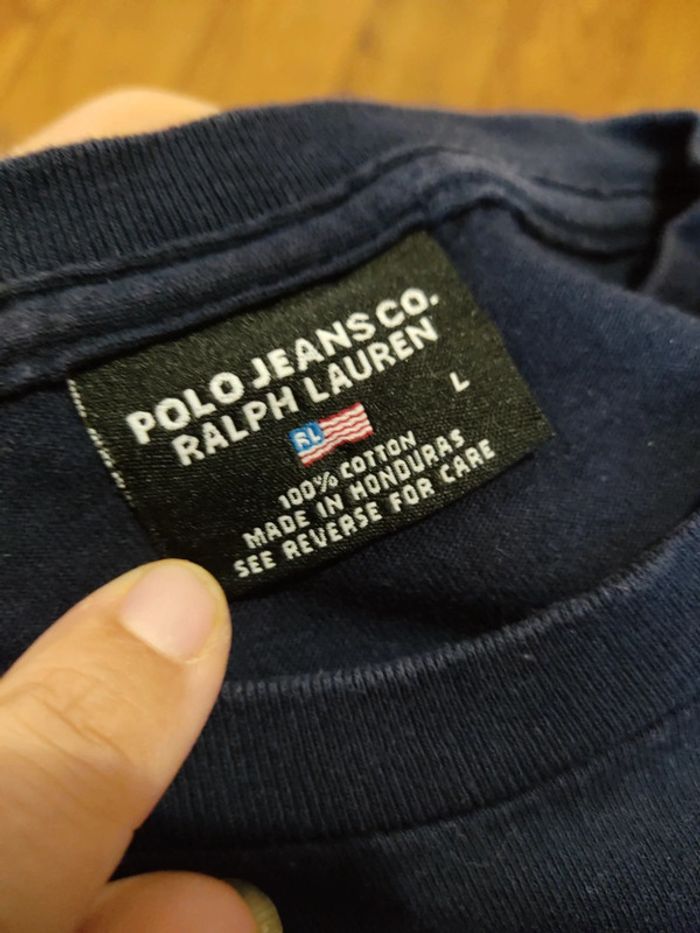 POLO JEANS CO.
RALPH LAUREN
L
RL
100% COTTON
MADE IN HONDURAS
SEE REVERSE FOR CARE